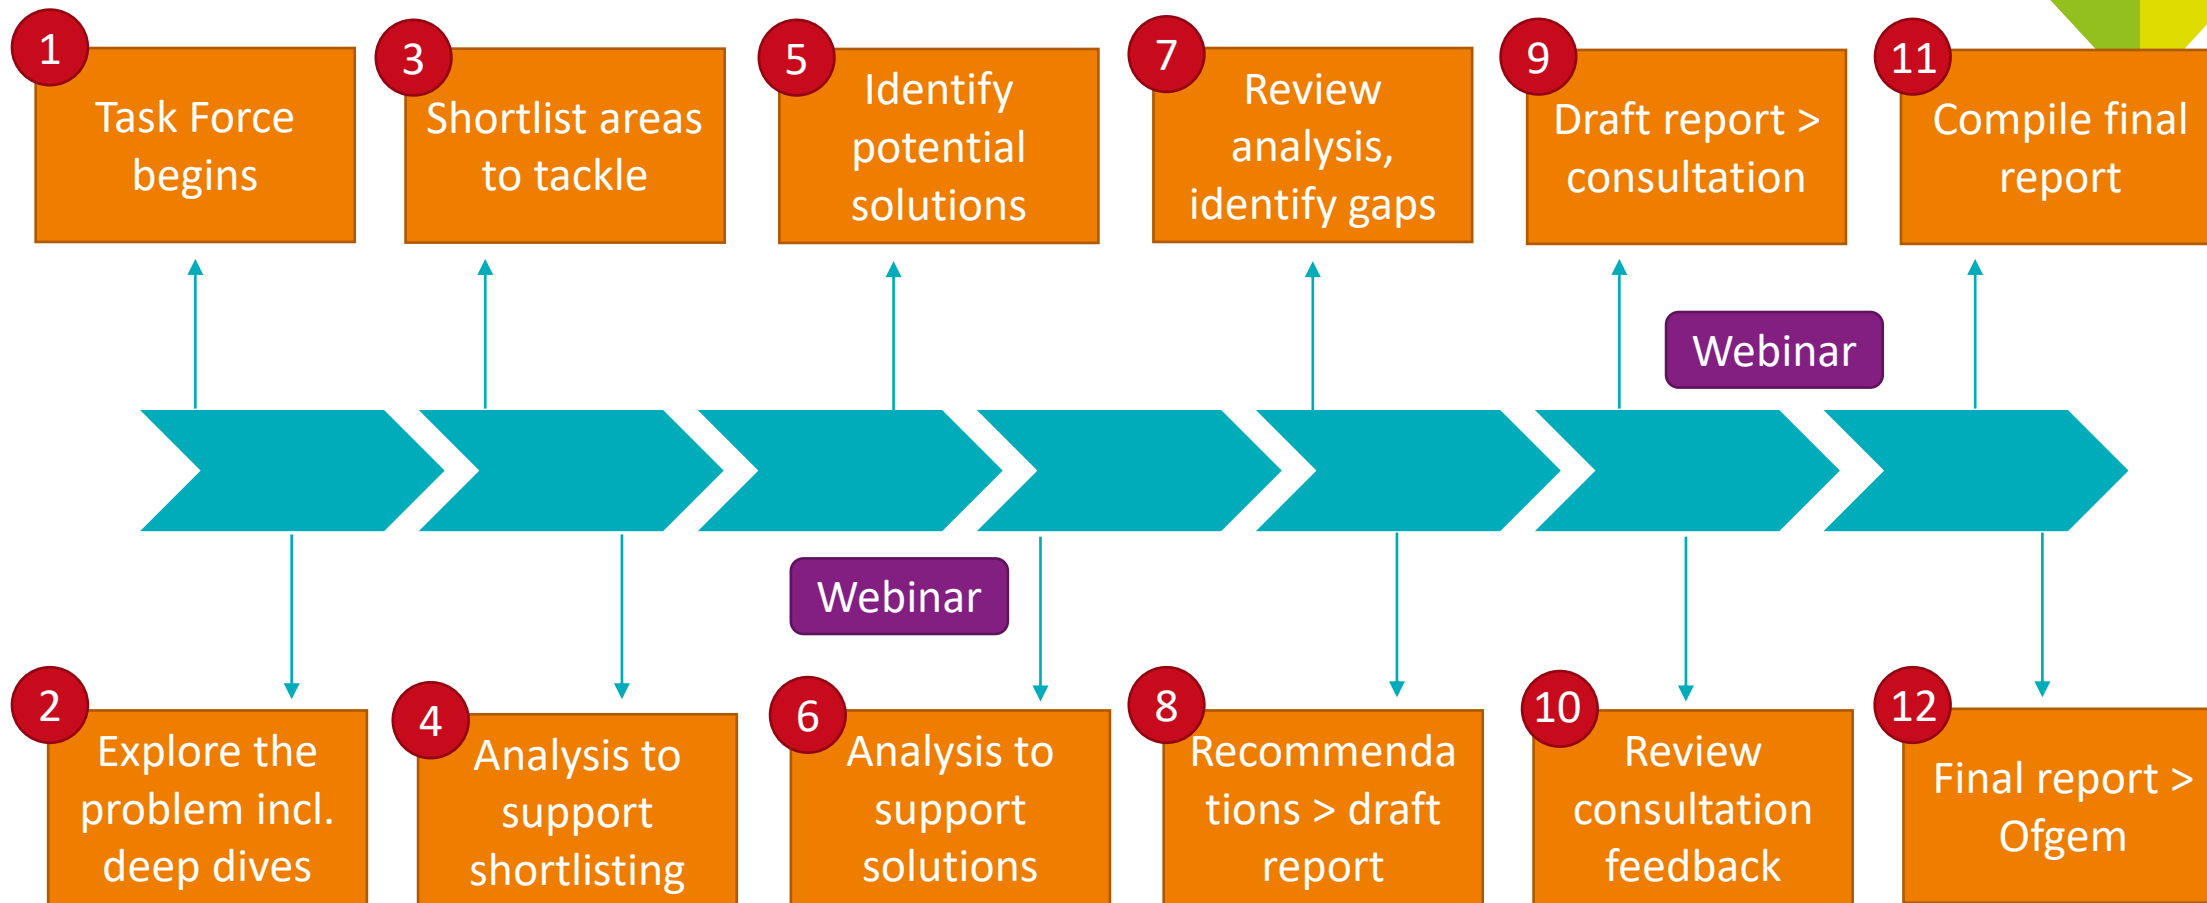 1
Task Force
begins
3
Shortlist areas
to tackle
5
Identify
potential
solutions
7
Review
analysis,
identify gaps
9
Draft report >
consultation
11
Compile final
report
Webinar
Webinar
2
Explore the
problem incl.
deep dives
4
Analysis to
support
shortlisting
6
Analysis to
support
solutions
8
Recommenda
tions > draft
report
10
Review
consultation
feedback
12
Final report >
Ofgem